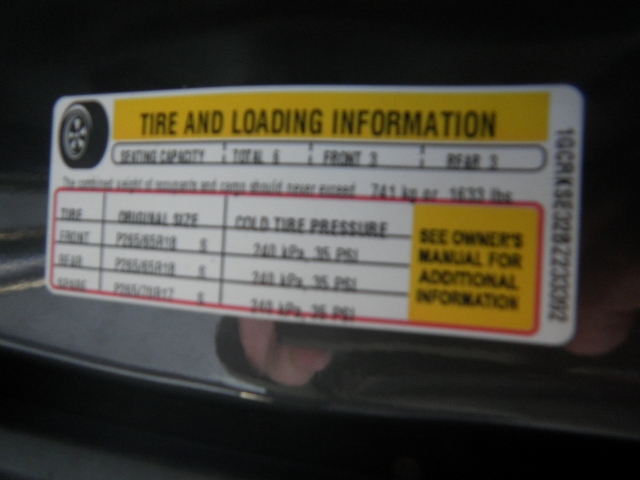 TIRE AND LOADING INFORMATION
SEATING CAPACITY TOTAL 6 FRONT 3 REAR 3
The combined weight of occupants and cargo should never exceed 741 kg or 1633 lbs
TIRE ORIGINAL SIZE COLD TIRE PRESSURE
FRONT P265/65R18 S 240 kPa, 35 PSI
REAR P265/65R18 S 240 kPa, 35 PSI
SPARE P265/70R17 S 240 kPa, 35 PSI
SEE OWNER'S
MANUAL FOR
ADDITIONAL
INFORMATION